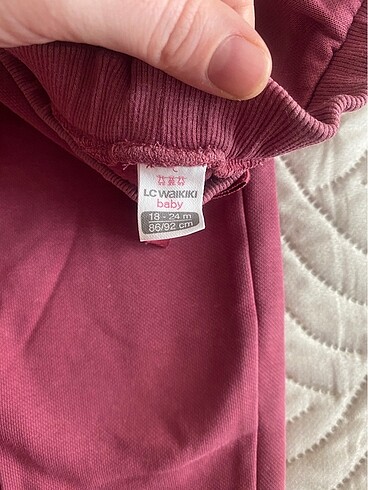 LC WAIKIKI
baby
18 - 24 m
86/92 cm